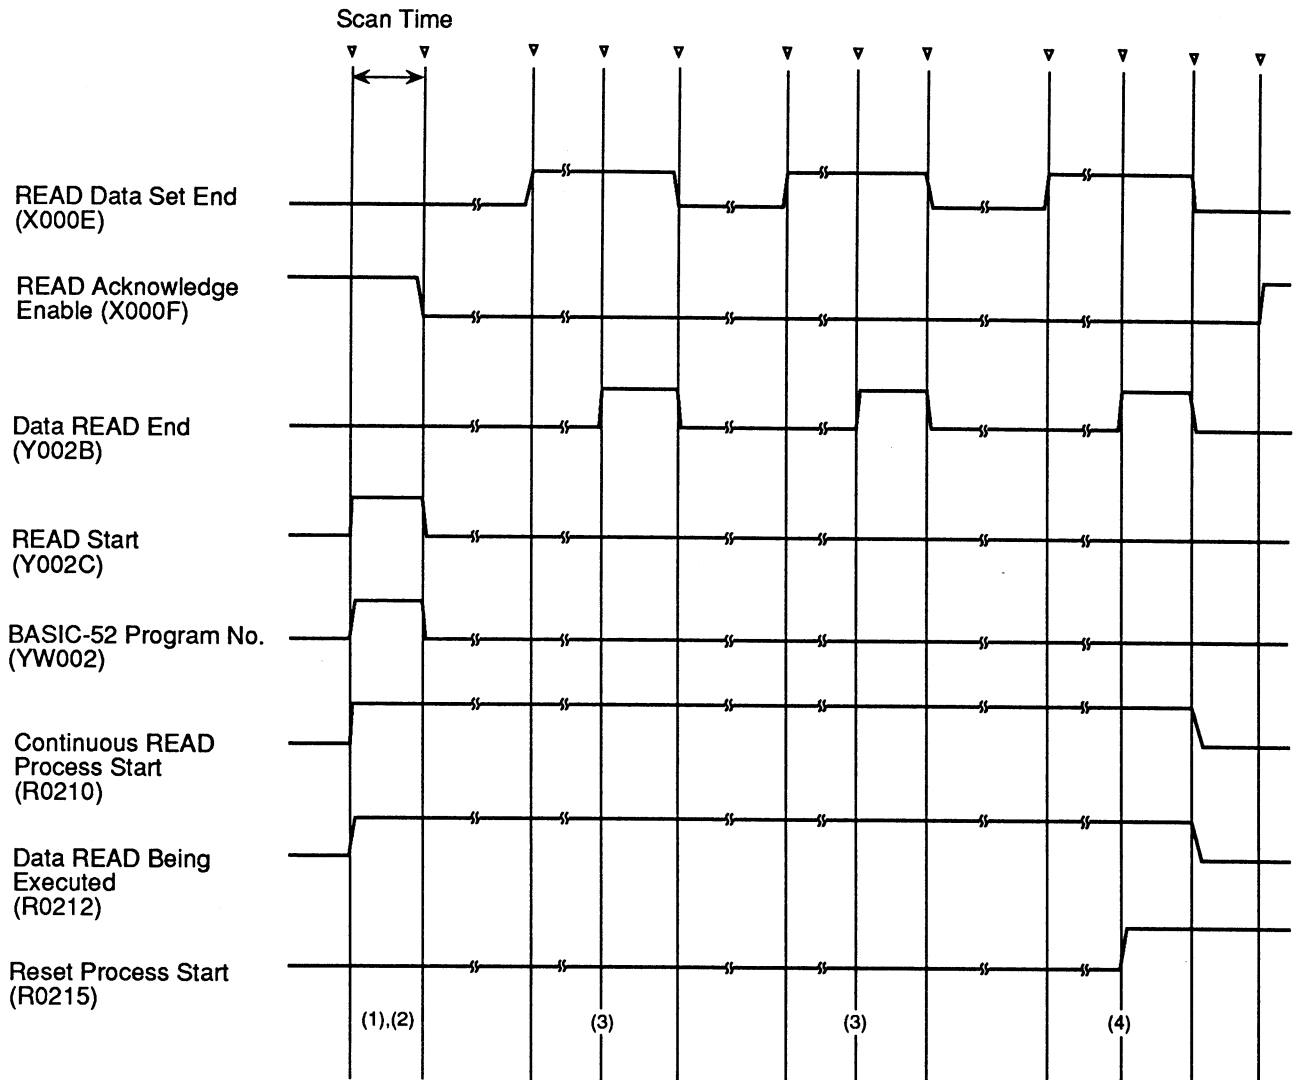 Scan Time
READ Data Set End
(X000E)
READ Acknowledge
Enable (X000F)
Data READ End
(Y002B)
READ Start
(Y002C)
BASIC-52 Program No.
(YW002)
Continuous READ
Process Start
(R0210)
Data READ Being
Executed
(R0212)
Reset Process Start
(R0215)
(1),(2) (3) (3) (4)